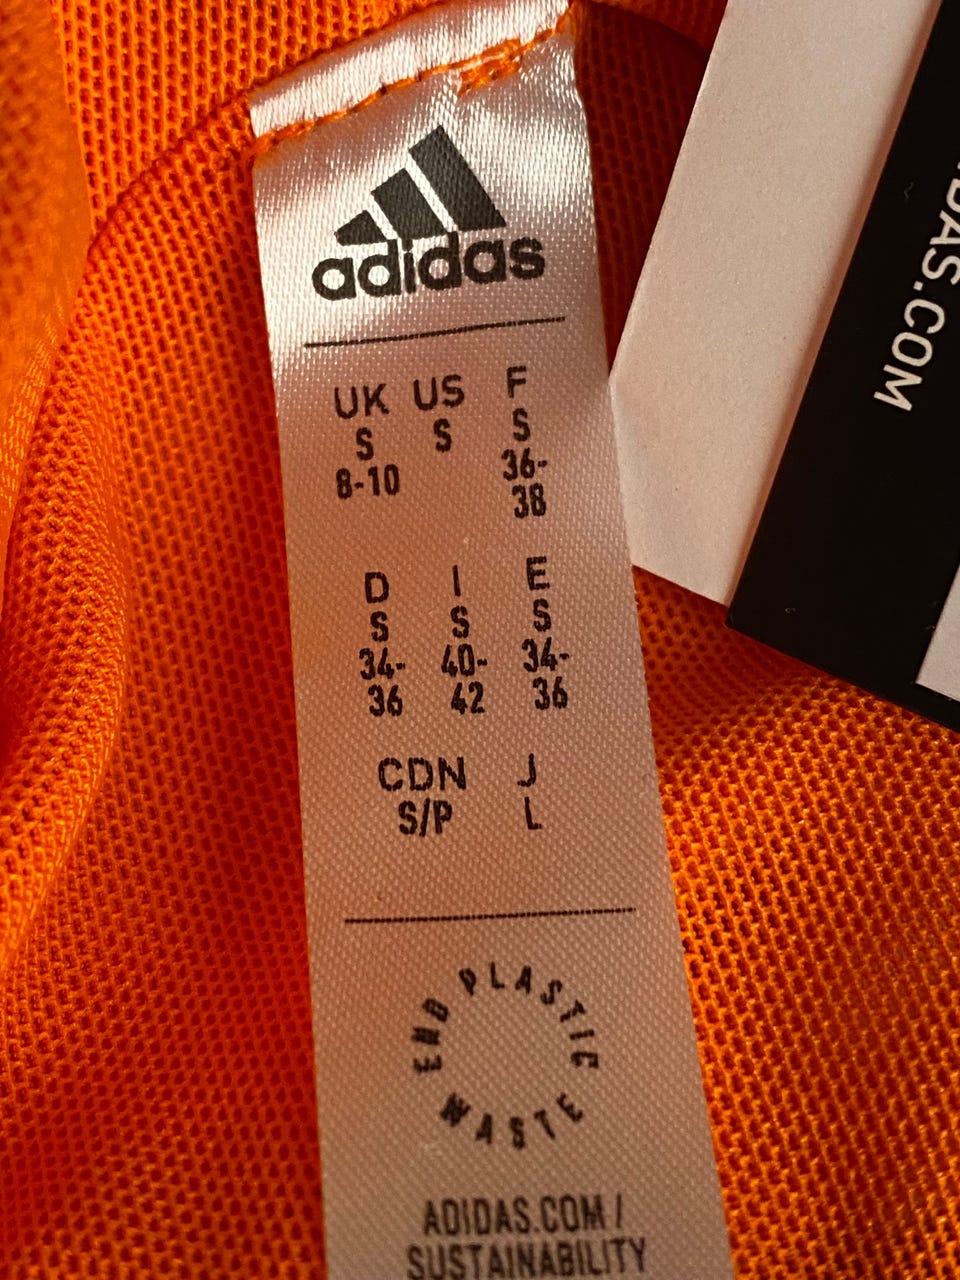 adidas
UK US F
S S S
8-10 36-
38
D I E
S S S
34- 40- 34-
36 42 36
CDN J
S/P L
END PLASTIC WASTE
ADIDAS.COM/
SUSTAINABILITY
DAS.COM